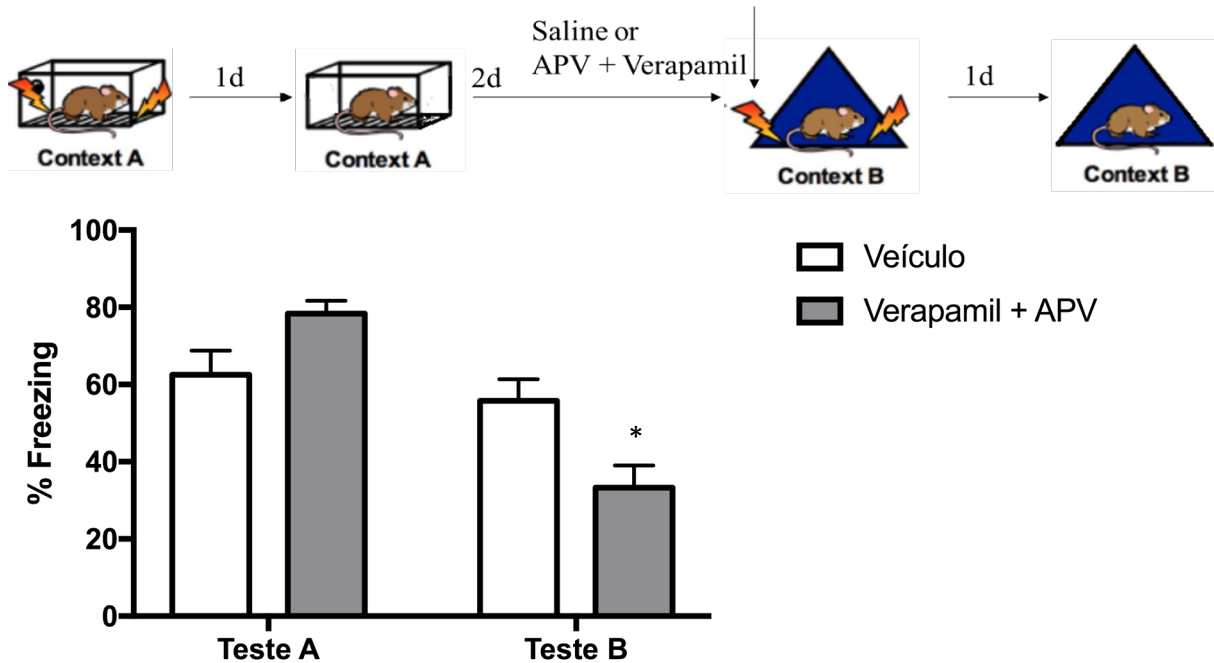 Saline or
APV + Verapamil
1d
2d
1d
Context A
Context A
Context B
Context B
100
80
60
40
20
0
% Freezing
*
Teste A
Teste B
Veículo
Verapamil + APV